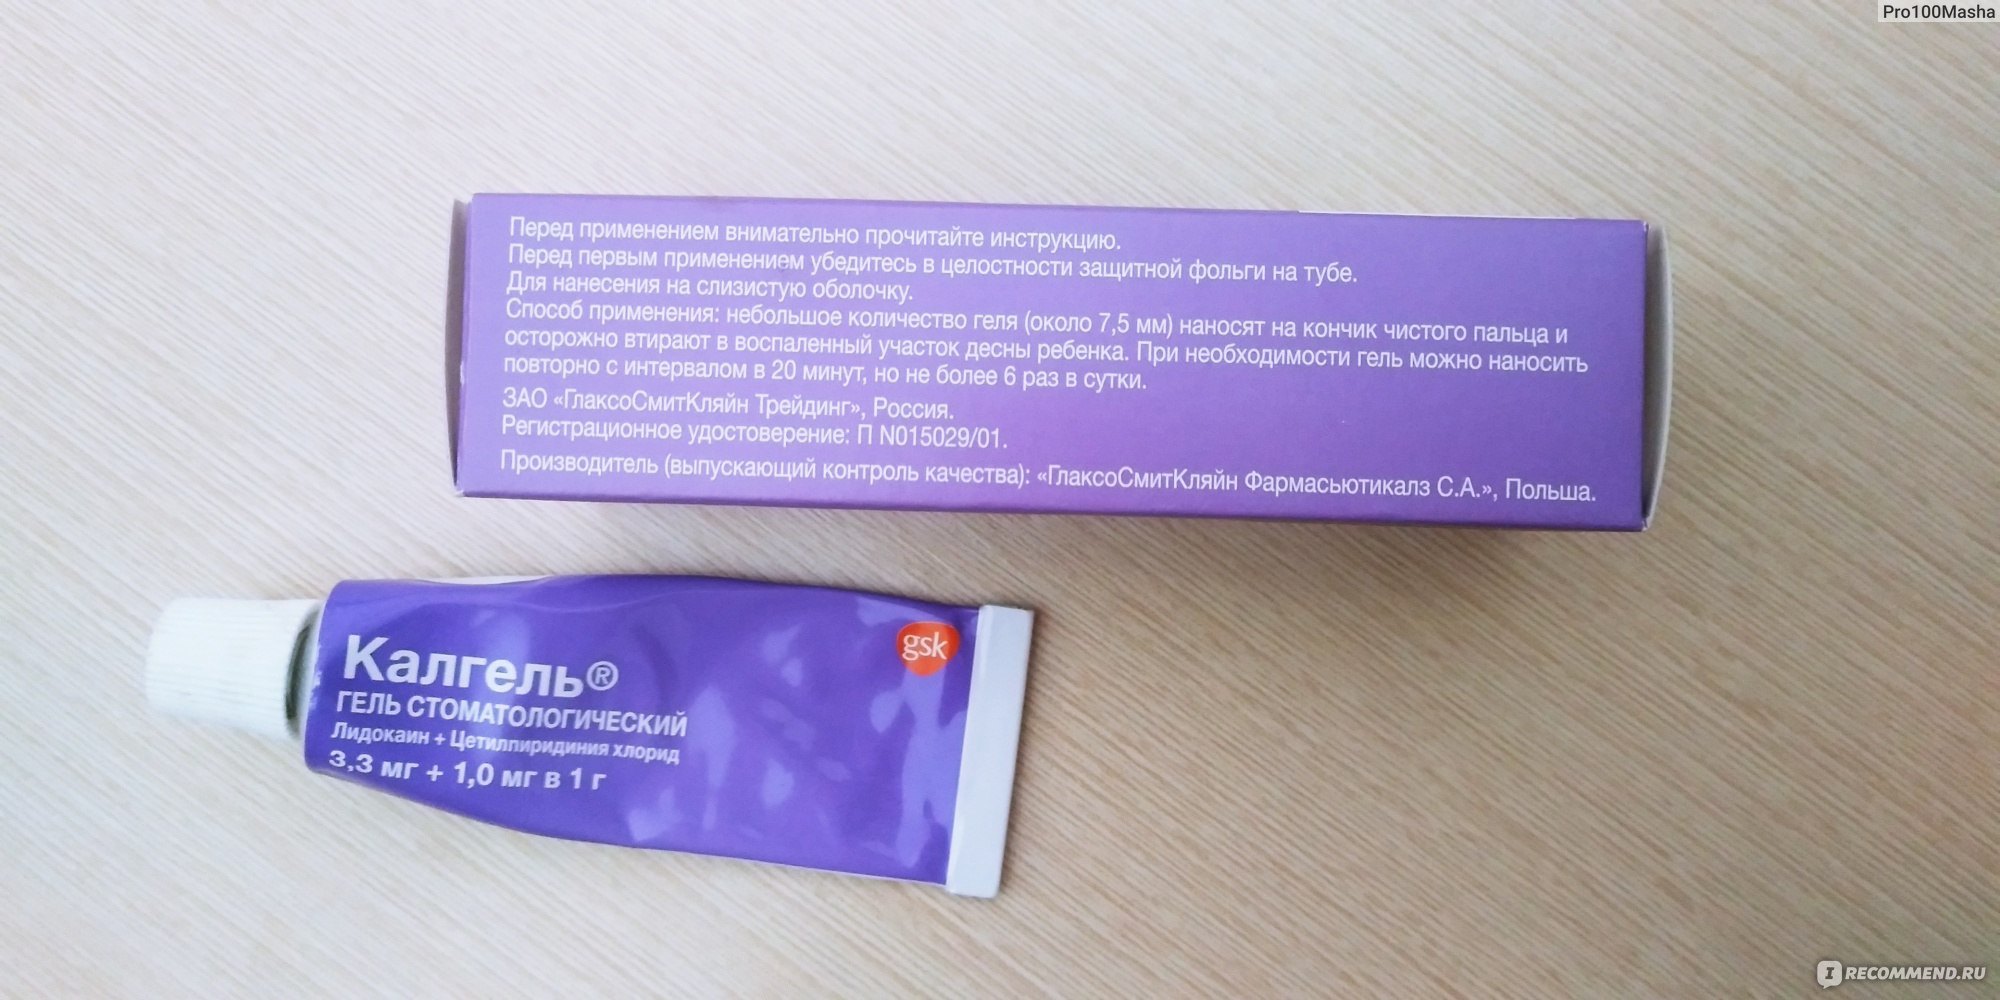 Pro100Masha
Перед применением внимательно прочитайте инструкцию.
Перед первым применением убедитесь в целостности защитной фольги на тубе.
Для нанесения на слизистую оболочку.
Способ применения: небольшое количество геля (около 7,5 мм) наносят на кончик чистого пальца и
осторожно втирают в воспаленный участок десны ребенка. При необходимости гель можно наносить
повторно с интервалом в 20 минут, но не более 6 раз в сутки.
ЗАО «ГлаксоСмитКляйн Трейдинг», Россия.
Регистрационное удостоверение: П N015029/01.
Производитель (выпускающий контроль качества): «ГлаксоСмитКляйн Фармасьютикалз С.А.», Польша.
gsk
Калгель®
ГЕЛЬ СТОМАТОЛОГИЧЕСКИЙ
Лидокаин + Цетилпиридиния хлорид
3,3 мг + 1,0 мг в 1 г
I RECOMMEND.RU